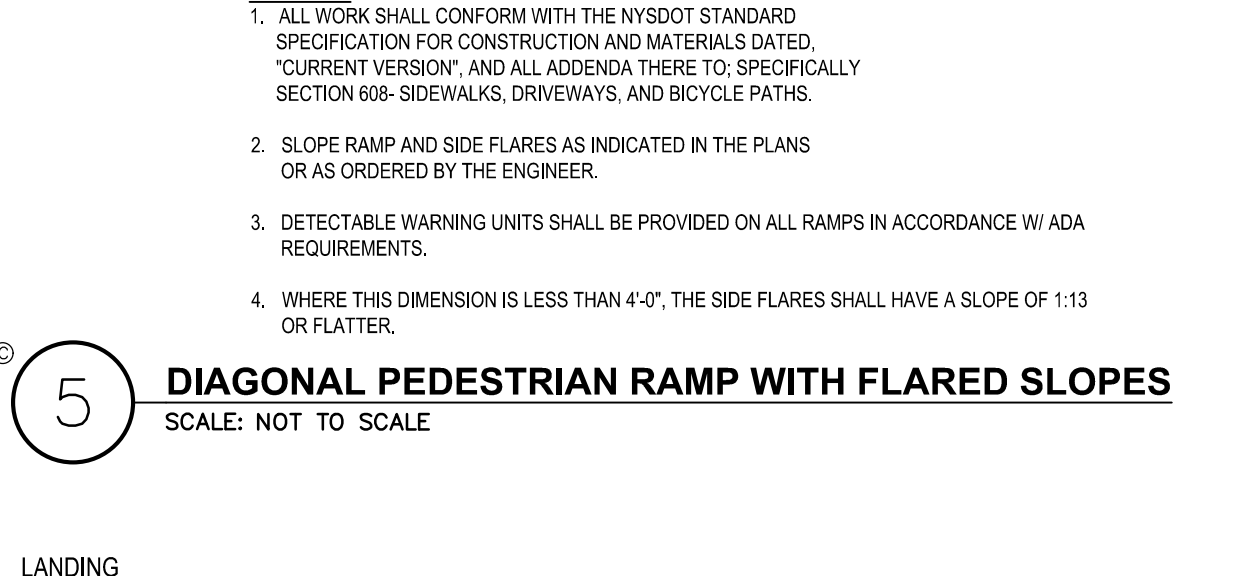 1. ALL WORK SHALL CONFORM WITH THE NYSDOT STANDARD
SPECIFICATION FOR CONSTRUCTION AND MATERIALS DATED,
"CURRENT VERSION", AND ALL ADDENDA THERE TO; SPECIFICALLY
SECTION 608- SIDEWALKS, DRIVEWAYS, AND BICYCLE PATHS.
2. SLOPE RAMP AND SIDE FLARES AS INDICATED IN THE PLANS
OR AS ORDERED BY THE ENGINEER.
3. DETECTABLE WARNING UNITS SHALL BE PROVIDED ON ALL RAMPS IN ACCORDANCE W/ ADA
REQUIREMENTS.
4. WHERE THIS DIMENSION IS LESS THAN 4'-0", THE SIDE FLARES SHALL HAVE A SLOPE OF 1:13
OR FLATTER.
©
5
DIAGONAL PEDESTRIAN RAMP WITH FLARED SLOPES
SCALE: NOT TO SCALE
LANDING